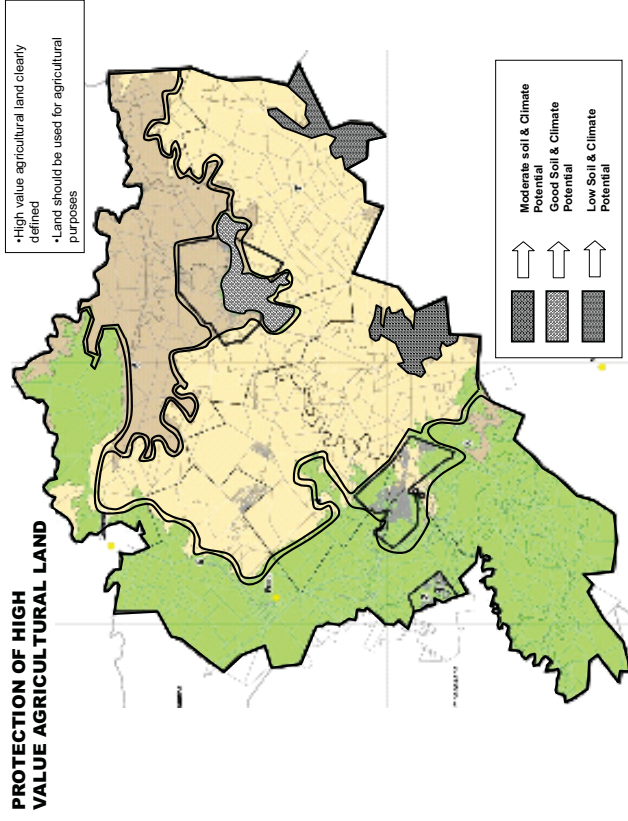 PROTECTION OF HIGH
VALUE AGRICULTURAL LAND
•High value agricultural land clearly
defined
•Land should be used for agricultural
purposes
Moderate soil & Climate
Potential
Good Soil & Climate
Potential
Low Soil & Climate
Potential